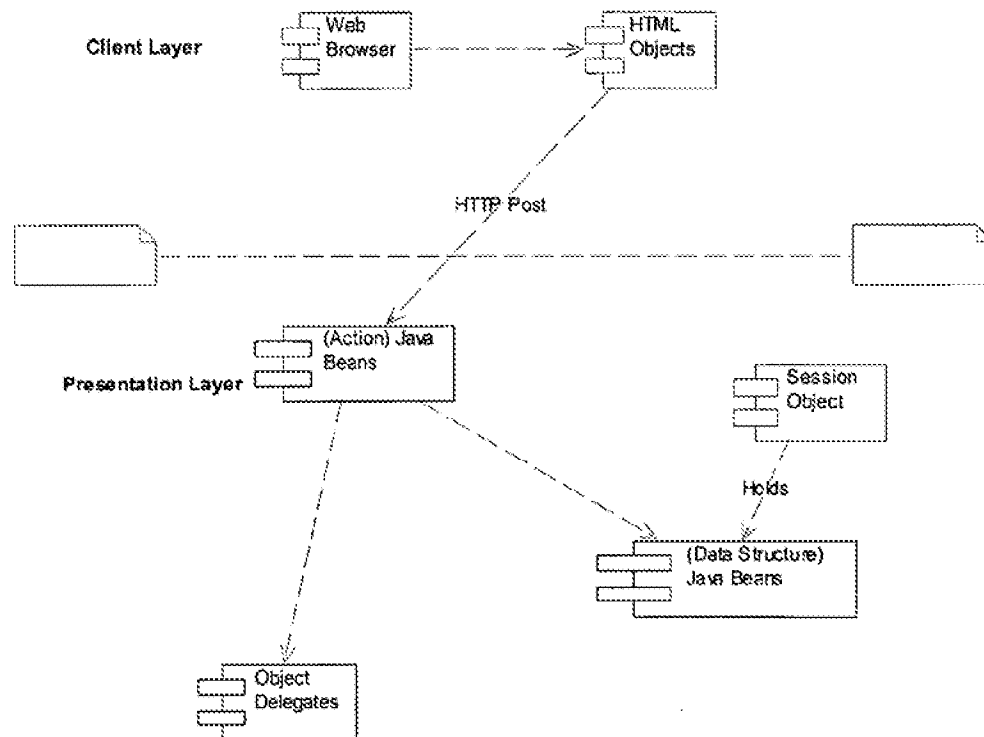 Client Layer
Web
Browser
HTML
Objects
HTTP Post
(Action) Java
Beans
Presentation Layer
Session
Object
Holds
(Data Structure)
Java Beans
Object
Delegates